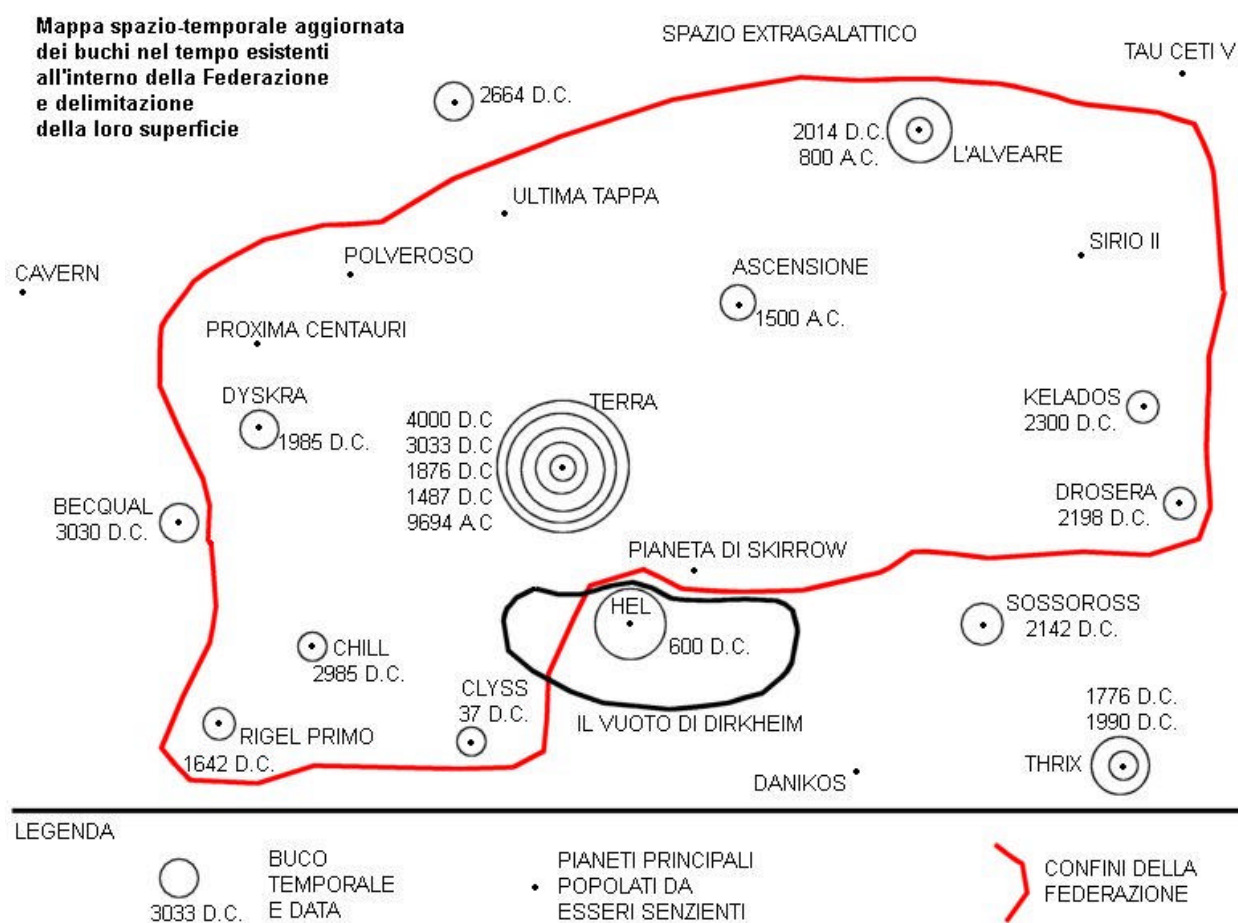 Mappa spazio-temporale aggiornata
dei buchi nel tempo esistenti
all'interno della Federazione
e delimitazione
della loro superficie
SPAZIO EXTRAGALATTICO
TAU CETI V
2664 D.C.
2014 D.C.
800 A.C.
L'ALVEARE
ULTIMA TAPPA
SIRIO II
POLVEROSO
ASCENSIONE
1500 A.C.
CAVERN
PROXIMA CENTAURI
DYSKRA
1985 D.C.
TERRA
4000 D.C
3033 D.C
1876 D.C
1487 D.C
9694 A.C
KELADOS
2300 D.C.
BECQUAL
3030 D.C.
DROSERA
2198 D.C.
PIANETA DI SKIRROW
HEL
600 D.C.
SOSSOROSS
2142 D.C.
CHILL
2985 D.C.
CLYSS
37 D.C.
IL VUOTO DI DIRKHEIM
RIGEL PRIMO
1642 D.C.
1776 D.C.
1990 D.C.
THRIX
DANIKOS
LEGENDA
3033 D.C.
BUCO
TEMPORALE
E DATA
PIANETI PRINCIPALI
POPOLATI DA
ESSERI SENZIENTI
CONFINI DELLA
FEDERAZIONE